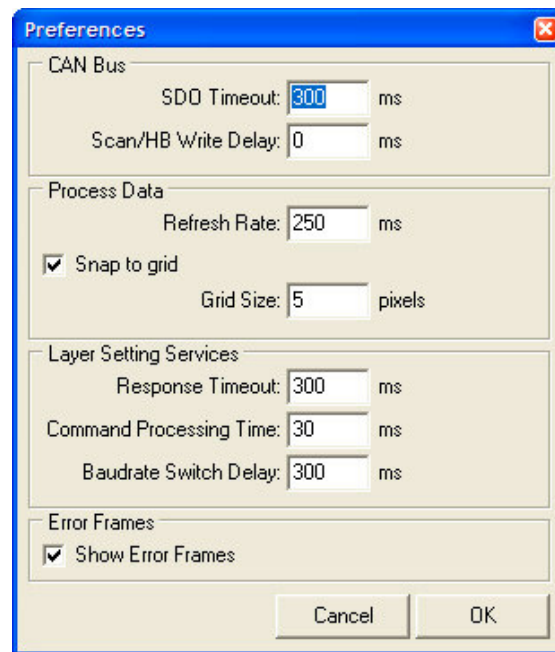 Preferences
CAN Bus
SDO Timeout: 300 ms
Scan/HB Write Delay: 0 ms
Process Data
Refresh Rate: 250 ms
Snap to grid
Grid Size: 5 pixels
Layer Setting Services
Response Timeout: 300 ms
Command Processing Time: 30 ms
Baudrate Switch Delay: 300 ms
Error Frames
Show Error Frames
Cancel OK